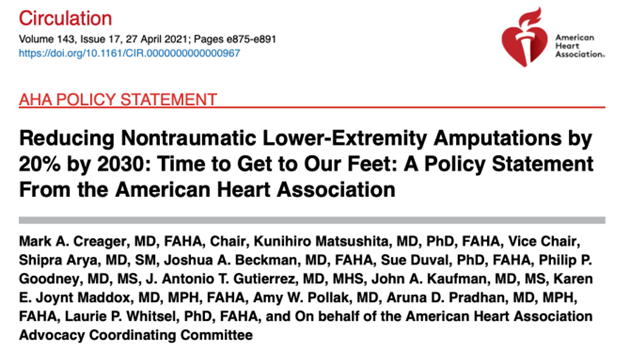 Circulation
Volume 143, Issue 17, 27 April 2021; Pages e875-e891
https://doi.org/10.1161/CIR.0000000000000967
American
Heart
Association.
AHA POLICY STATEMENT
Reducing Nontraumatic Lower-Extremity Amputations by
20% by 2030: Time to Get to Our Feet: A Policy Statement
From the American Heart Association
Mark A. Creager, MD, FAHA, Chair, Kunihiro Matsushita, MD, PhD, FAHA, Vice Chair,
Shipra Arya, MD, SM, Joshua A. Beckman, MD, FAHA, Sue Duval, PhD, FAHA, Philip P.
Goodney, MD, MS, J. Antonio T. Gutierrez, MD, MHS, John A. Kaufman, MD, MS, Karen
E. Joynt Maddox, MD, MPH, FAHA, Amy W. Pollak, MD, Aruna D. Pradhan, MD, MPH,
FAHA, Laurie P. Whitsel, PhD, FAHA, and On behalf of the American Heart Association
Advocacy Coordinating Committee